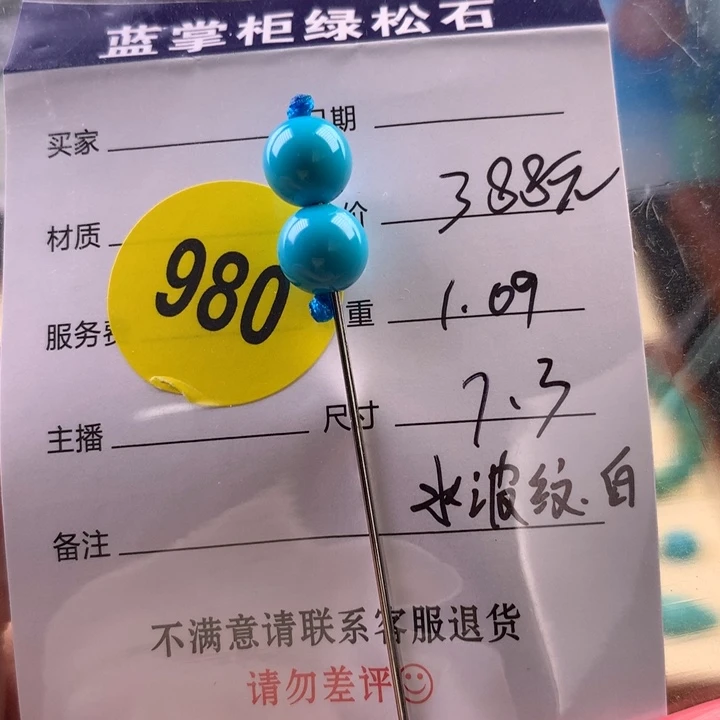 蓝掌柜绿松石
买家 期
材质 价 388元
980
服务 重 1.09
主播 尺寸 7.3
水波纹.白
备注
不满意请联系客服退货
请勿差评